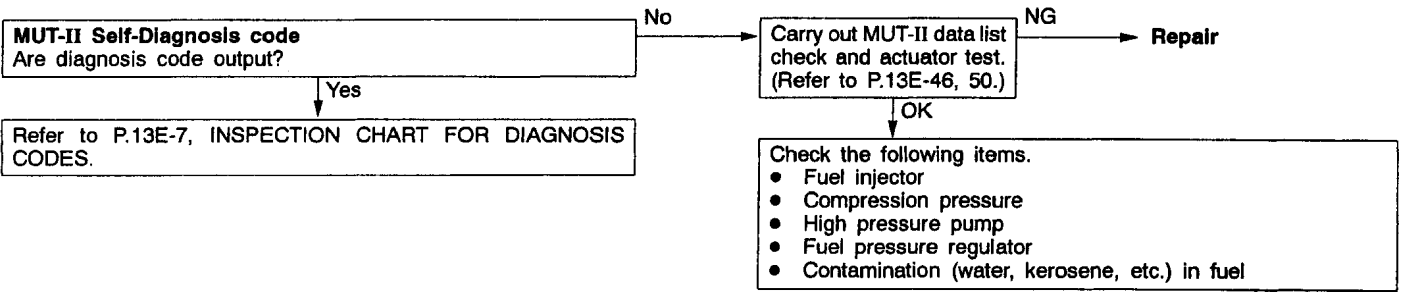 MUT-II Self-Diagnosis code
Are diagnosis code output?
No
Carry out MUT-II data list
check and actuator test.
(Refer to P.13E-46, 50.)
NG
Repair
Yes
OK
Refer to P.13E-7, INSPECTION CHART FOR DIAGNOSIS
CODES.
Check the following items.
● Fuel injector
● Compression pressure
● High pressure pump
● Fuel pressure regulator
● Contamination (water, kerosene, etc.) in fuel